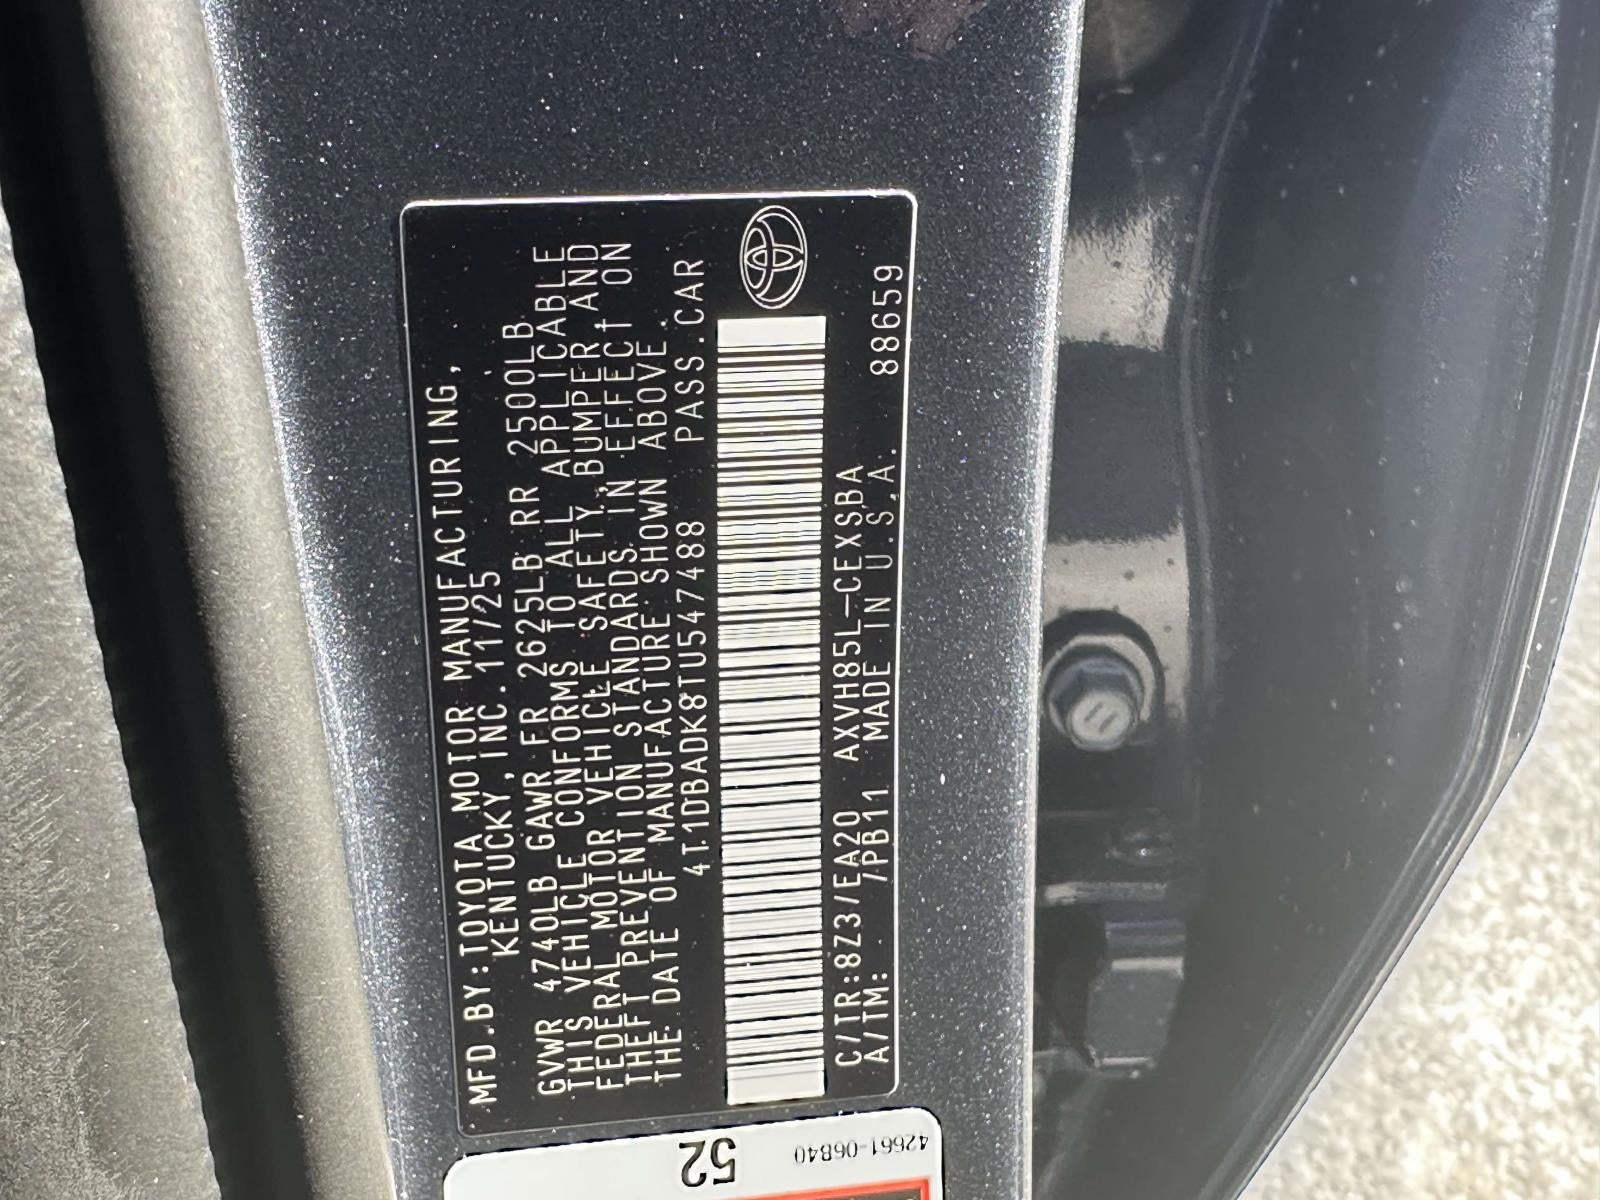 MFD.BY:TOYOTA MOTOR MANUFACTURING,
KENTUCKY, INC. 11/25
GVWR 4740LB GAWR FR 2625LB RR 2500LB
THIS VEHICLE CONFORMS TO ALL APPLICABLE
FEDERAL MOTOR VEHICLE SAFETY, BUMPER, AND
THEFT PREVENTION STANDARDS IN EFFECT ON
THE DATE OF MANUFACTURE SHOWN ABOVE.
4T1DBADK8TU547488 PASS.CAR
C/TR:8Z3/EA20 AXVH85L-CEXSBA
A/TM: /PB11 MADE IN U.S.A. 88659
52
42661-06B40